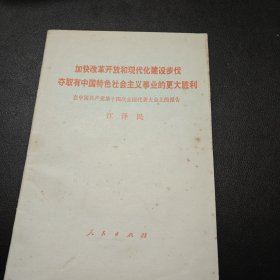 加快改革开放和现代化建设步伐
夺取有中国特色社会主义事业的更大胜利
在中国共产党第十四次全国代表大会上的报告
江泽民
人民出版社